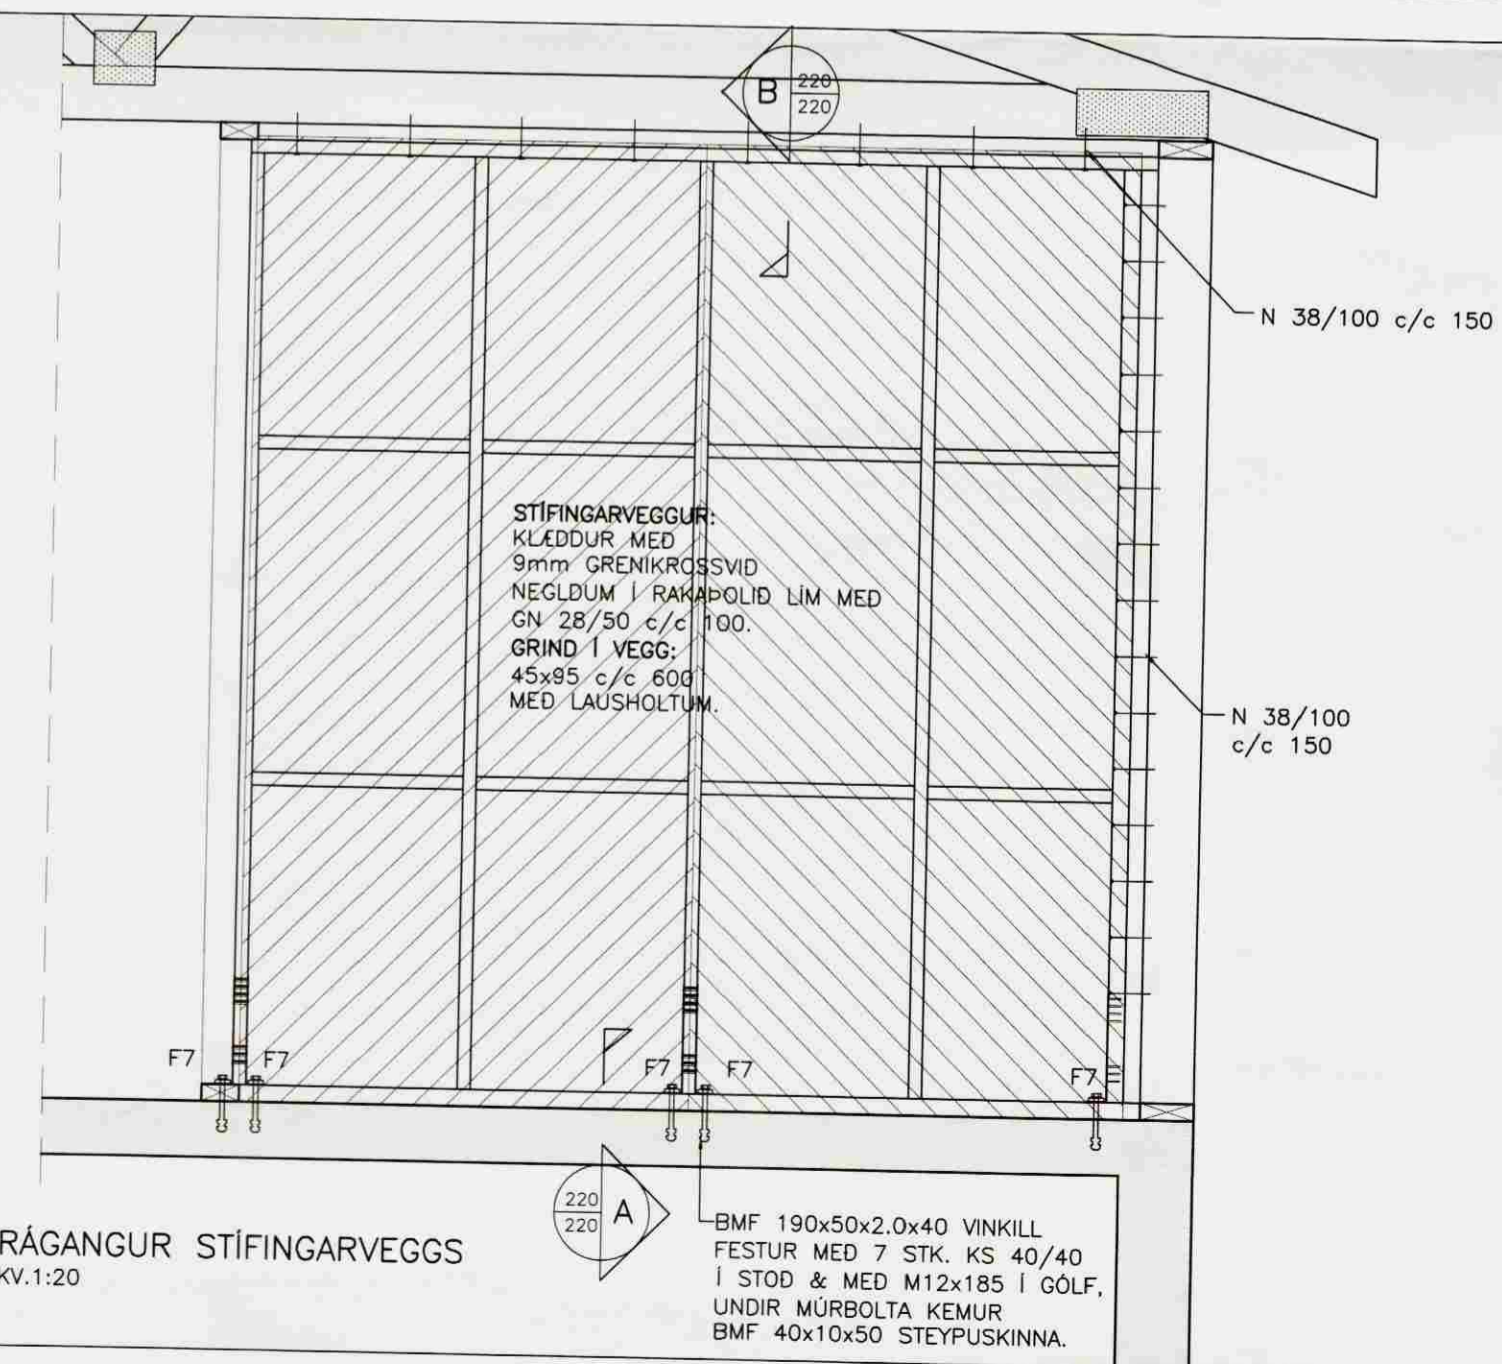 B
220
220
N 38/100 c/c 150
STÍFINGARVEGGUR:
KLÆDDUR MEÐ
9mm GRENIKROSSVIÐ
NEGLDUM Í RAKAÞOLIÐ LÍM MEÐ
GN 28/50 c/c 100.
GRIND Í VEGG:
45x95 c/c 600
MEÐ LAUSHOLTUM.
N 38/100
c/c 150
F7
F7
F7
F7
F7
220
220
A
RÁGANGUR STÍFINGARVEGGS
KV.1:20
BMF 190x50x2.0x40 VINKILL
FESTUR MEÐ 7 STK. KS 40/40
Í STOÐ & MEÐ M12x185 Í GÓLF,
UNDIR MÚRBOLTA KEMUR
BMF 40x10x50 STEYPUSKINNA.